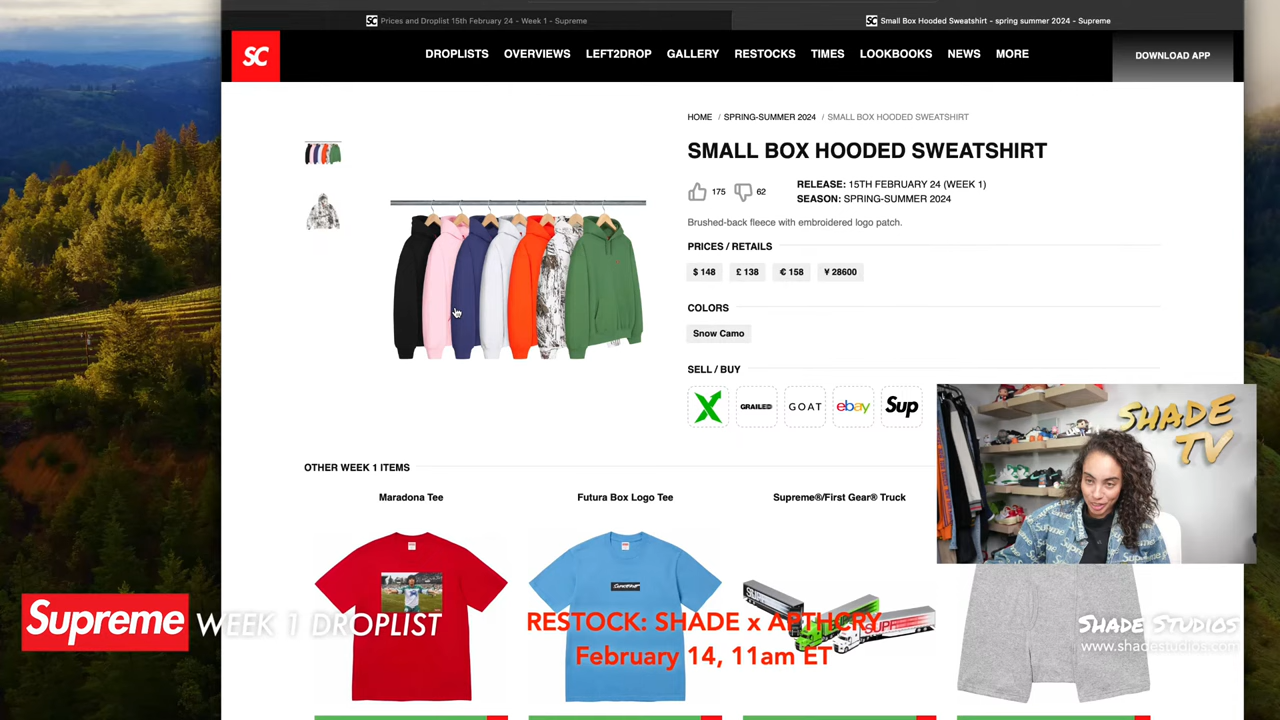 SC Prices and Droplist 15th February 24 - Week 1 - Supreme
SC Small Box Hooded Sweatshirt - spring summer 2024 - Supreme
SC
DROPLISTS OVERVIEWS LEFT2DROP GALLERY RESTOCKS TIMES LOOKBOOKS NEWS MORE
DOWNLOAD APP
HOME / SPRING-SUMMER 2024 / SMALL BOX HOODED SWEATSHIRT
SMALL BOX HOODED SWEATSHIRT
175 62
RELEASE: 15TH FEBRUARY 24 (WEEK 1)
SEASON: SPRING-SUMMER 2024
Brushed-back fleece with embroidered logo patch.
PRICES / RETAILS
$ 148 £ 138 € 158 ¥ 28600
COLORS
Snow Camo
SELL / BUY
X GRAILED GOAT ebay Sup
SHADE
TV
OTHER WEEK 1 ITEMS
Maradona Tee
Futura Box Logo Tee
Supreme®/First Gear® Truck
Supreme
WEEK 1 DROPLIST
RESTOCK: SHADE x APTHCRY
February 14, 11am ET
SHADE STUDIOS
www.shadestudios.com